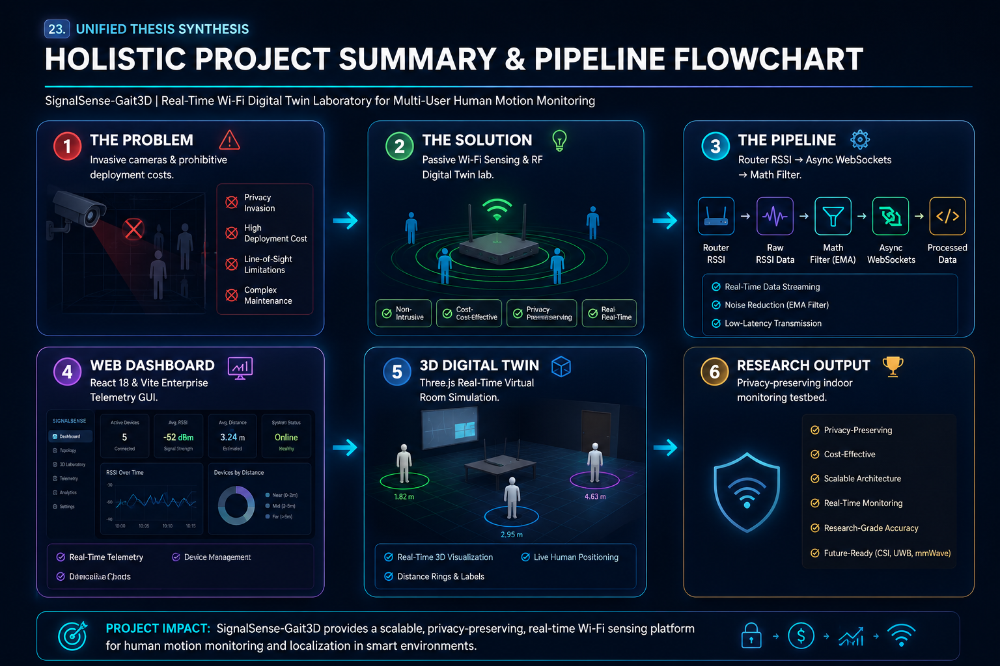 23. UNIFIED THESIS SYNTHESIS
HOLISTIC PROJECT SUMMARY & PIPELINE FLOWCHART
SignalSense-Gait3D | Real-Time Wi-Fi Digital Twin Laboratory for Multi-User Human Motion Monitoring
1 THE PROBLEM
Invasive cameras & prohibitive
deployment costs.
Privacy
Invasion
High
Deployment Cost
Line-of-Sight
Limitations
Complex
Maintenance
2 THE SOLUTION
Passive Wi-Fi Sensing & RF
Digital Twin lab.
Non-
Intrusive
Cost-
Cost-Effective
Privacy-
Real-
Real-Time
3 THE PIPELINE
Router RSSI → Async WebSockets
→ Math Filter.
Router
RSSI
Raw
RSSI Data
Math
Filter (EMA)
Async
WebSockets
</>
Processed
Data
Real-Time Data Streaming
Noise Reduction (EMA Filter)
Low-Latency Transmission
4 WEB DASHBOARD
React 18 & Vite Enterprise
Telemetry GUI.
SIGNALSENSE
Dashboard
Topology
3D Laboratory
Telemetry
Analytics
Settings
Active Devices
5
Connected
Avg. RSSI
-52 dBm
Signal Strength
Avg. Distance
3.24 m
Estimated
System Status
Online
Healthy
RSSI Over Time
-30
-60
-90
10:00 10:05 10:10 10:15
Devices by Distance
Near (0-2m)
Mid (2-5m)
Far (>5m)
Real-Time Telemetry
Device Management
5 3D DIGITAL TWIN
Three.js Real-Time Virtual
Room Simulation.
1.82 m
2.95 m
4.63 m
Real-Time 3D Visualization
Live Human Positioning
Distance Rings & Labels
6 RESEARCH OUTPUT
Privacy-preserving indoor
monitoring testbed.
Privacy-Preserving
Cost-Effective
Scalable Architecture
Real-Time Monitoring
Research-Grade Accuracy
Future-Ready (CSI, UWB, mmWave)
PROJECT IMPACT: SignalSense-Gait3D provides a scalable, privacy-preserving, real-time Wi-Fi sensing platform
for human motion monitoring and localization in smart environments.
$